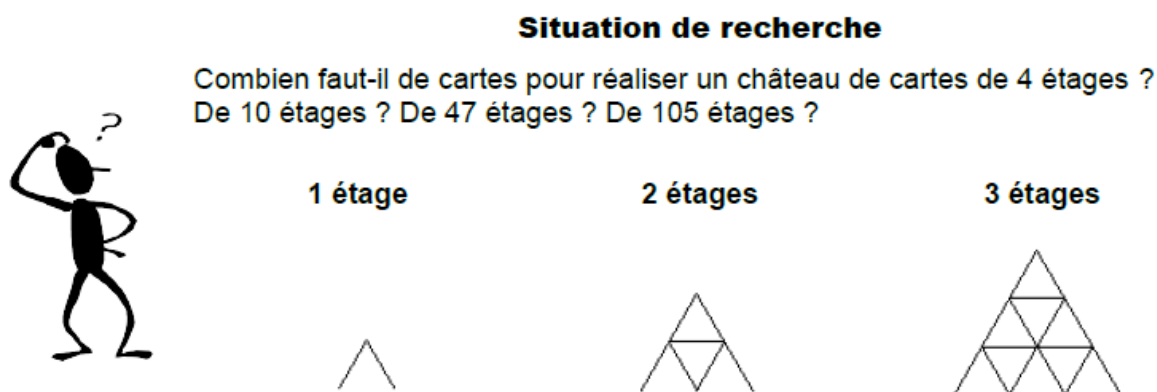 Situation de recherche
Combien faut-il de cartes pour réaliser un château de cartes de 4 étages ?
De 10 étages ? De 47 étages ? De 105 étages ?
?
1 étage 2 étages 3 étages